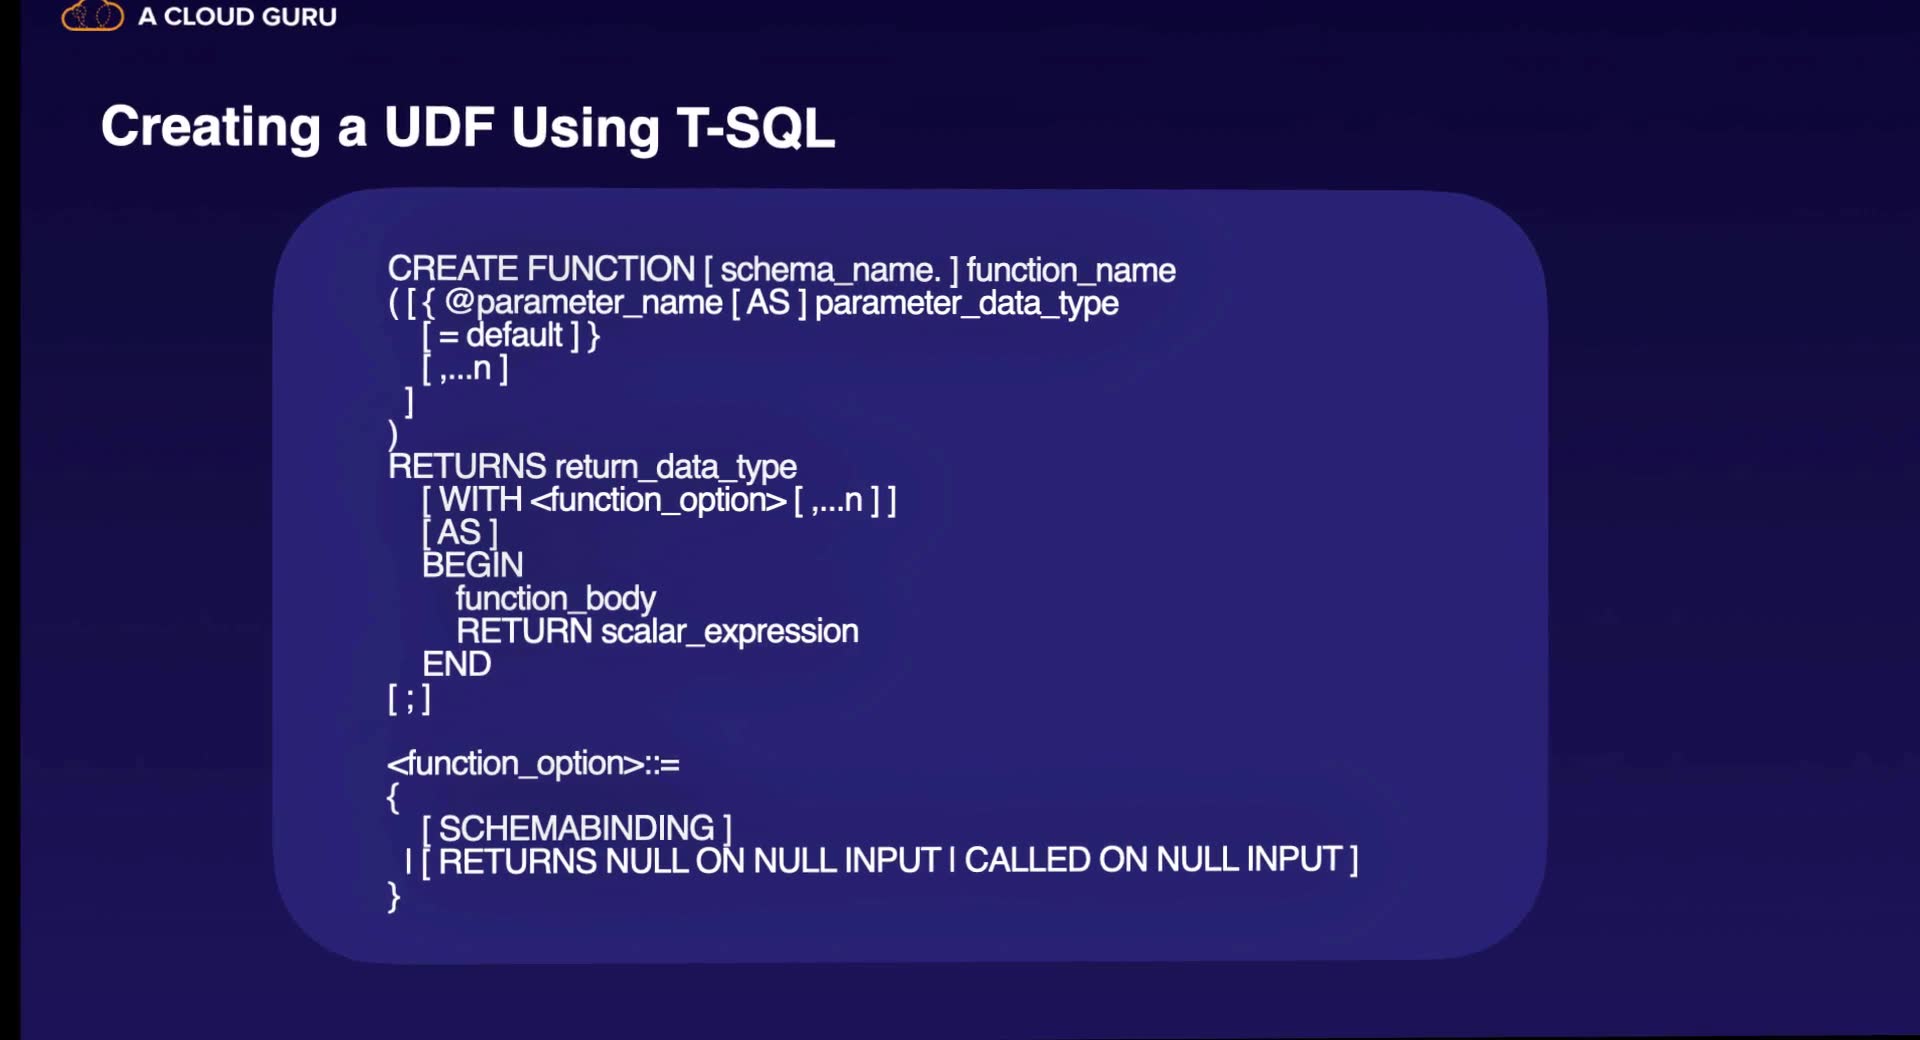 A CLOUD GURU
Creating a UDF Using T-SQL
CREATE FUNCTION [ schema_name. ] function_name
( [ { @parameter_name [ AS ] parameter_data_type
[ = default ] }
[ ,...n ]
]
)
RETURNS return_data_type
[ WITH <function_option> [ ,...n ] ]
[ AS ]
BEGIN
function_body
RETURN scalar_expression
END
[ ; ]
<function_option>::=
{
[ SCHEMABINDING ]
| [ RETURNS NULL ON NULL INPUT | CALLED ON NULL INPUT ]
}